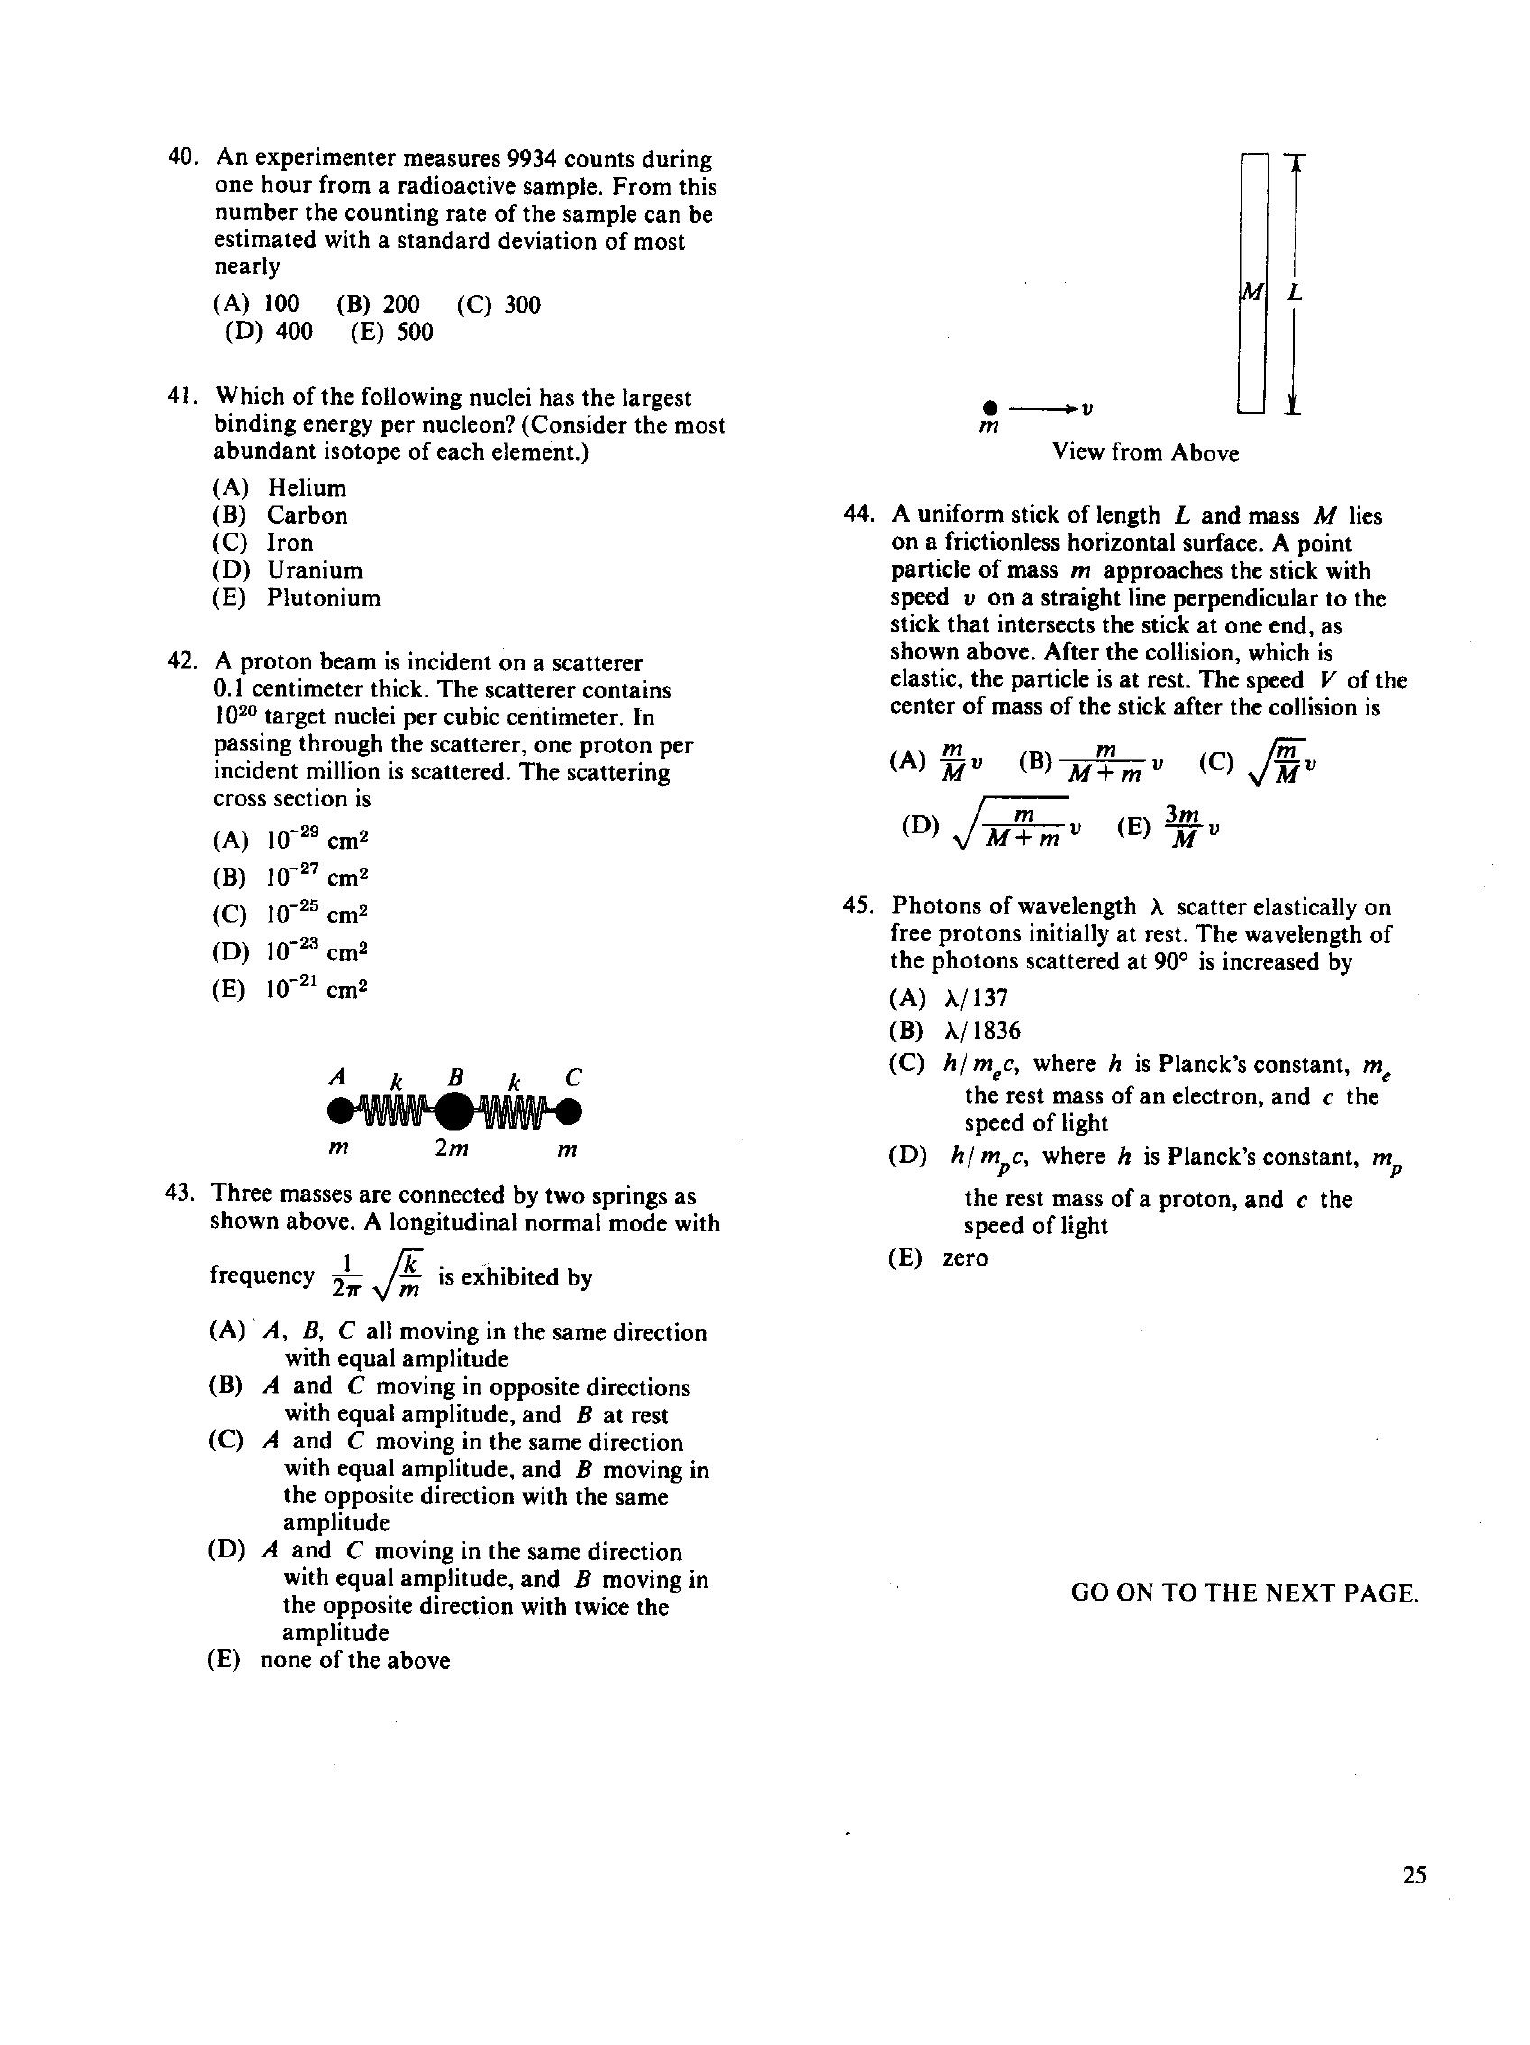 40. An experimenter measures 9934 counts during
one hour from a radioactive sample. From this
number the counting rate of the sample can be
estimated with a standard deviation of most
nearly
(A) 100 (B) 200 (C) 300
(D) 400 (E) 500
41. Which of the following nuclei has the largest
binding energy per nucleon? (Consider the most
abundant isotope of each element.)
(A) Helium
(B) Carbon
(C) Iron
(D) Uranium
(E) Plutonium
42. A proton beam is incident on a scatterer
0.1 centimeter thick. The scatterer contains
10²⁰ target nuclei per cubic centimeter. In
passing through the scatterer, one proton per
incident million is scattered. The scattering
cross section is
(A) 10⁻²⁹ cm²
(B) 10⁻²⁷ cm²
(C) 10⁻²⁵ cm²
(D) 10⁻²³ cm²
(E) 10⁻²¹ cm²
A k B k C
m 2m m
43. Three masses are connected by two springs as
shown above. A longitudinal normal mode with
frequency 1/2π √(k/m) is exhibited by
(A) A, B, C all moving in the same direction
with equal amplitude
(B) A and C moving in opposite directions
with equal amplitude, and B at rest
(C) A and C moving in the same direction
with equal amplitude, and B moving in
the opposite direction with the same
amplitude
(D) A and C moving in the same direction
with equal amplitude, and B moving in
the opposite direction with twice the
amplitude
(E) none of the above
M L
v
m
View from Above
44. A uniform stick of length L and mass M lies
on a frictionless horizontal surface. A point
particle of mass m approaches the stick with
speed v on a straight line perpendicular to the
stick that intersects the stick at one end, as
shown above. After the collision, which is
elastic, the particle is at rest. The speed V of the
center of mass of the stick after the collision is
(A) m/M v (B) m/(M + m) v (C) √(m/M) v
(D) √(m/(M + m)) v (E) 3m/M v
45. Photons of wavelength λ scatter elastically on
free protons initially at rest. The wavelength of
the photons scattered at 90° is increased by
(A) λ/137
(B) λ/1836
(C) h/mₑc, where h is Planck's constant, mₑ
the rest mass of an electron, and c the
speed of light
(D) h/mₚc, where h is Planck's constant, mₚ
the rest mass of a proton, and c the
speed of light
(E) zero
GO ON TO THE NEXT PAGE.
25